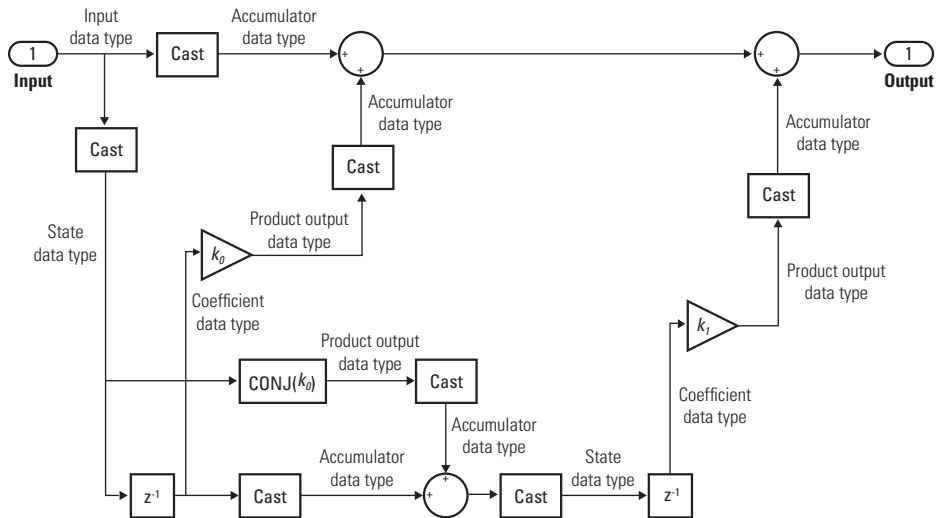 Input
data type
Accumulator
data type
1
Input
Cast
+
+
+
+
1
Output
Accumulator
data type
Accumulator
data type
Cast
Cast
Cast
State
data type
Product output
data type
k₀
Product output
data type
Coefficient
data type
k₁
Product output
data type
CONJ(k₀)
Cast
Coefficient
data type
Accumulator
data type
Accumulator
data type
State
data type
z⁻¹
Cast
+
+
Cast
z⁻¹